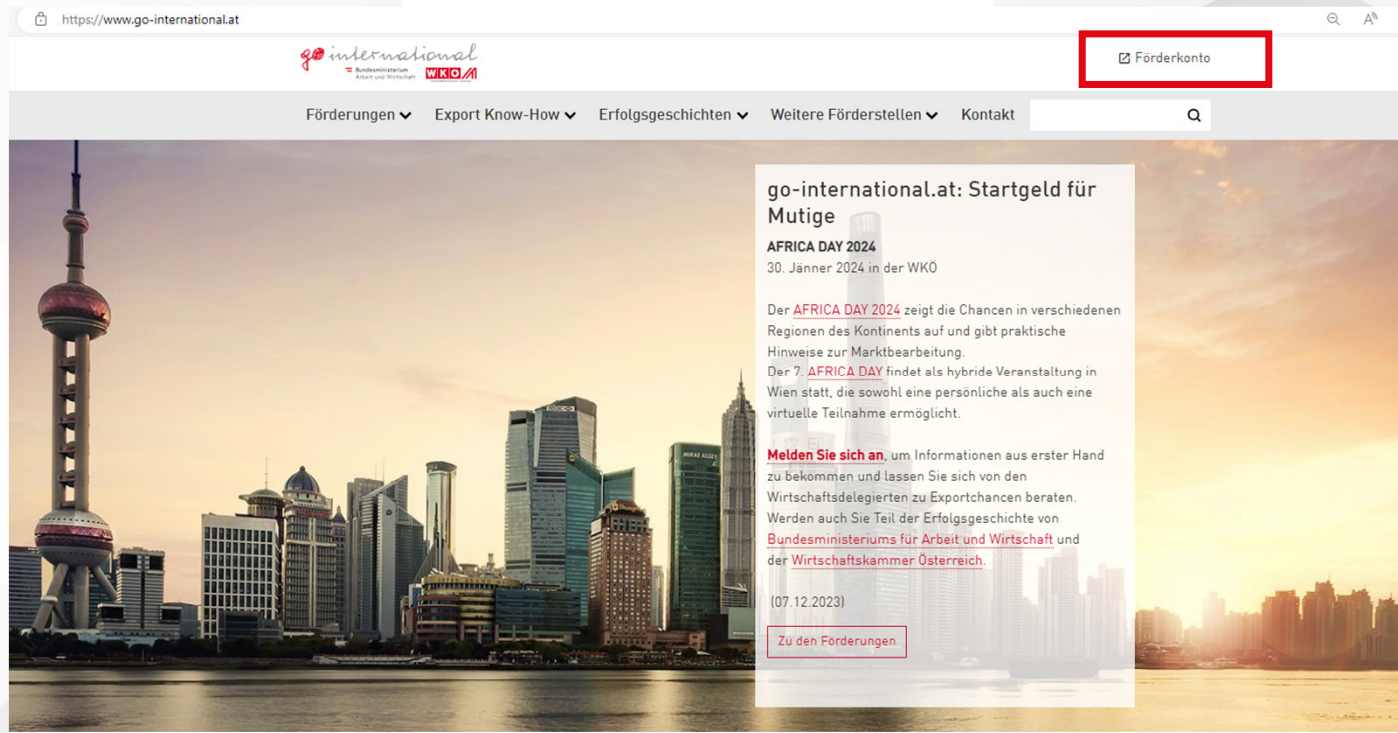 https://www.go-international.at
go international
Bundesministerium
Arbeit und Wirtschaft
WKO
Förderkonto
Förderungen
Export Know-How
Erfolgsgeschichten
Weitere Förderstellen
Kontakt
go-international.at: Startgeld für
Mutige
AFRICA DAY 2024
30. Jänner 2024 in der WKÖ
Der AFRICA DAY 2024 zeigt die Chancen in verschiedenen
Regionen des Kontinents auf und gibt praktische
Hinweise zur Marktbearbeitung.
Der 7. AFRICA DAY findet als hybride Veranstaltung in
Wien statt, die sowohl eine persönliche als auch eine
virtuelle Teilnahme ermöglicht.
Melden Sie sich an, um Informationen aus erster Hand
zu bekommen und lassen Sie sich von den
Wirtschaftsdelegierten zu Exportchancen beraten.
Werden auch Sie Teil der Erfolgsgeschichte von
Bundesministeriums für Arbeit und Wirtschaft und
der Wirtschaftskammer Österreich.
(07.12.2023)
Zu den Förderungen
MIRAE ASSET